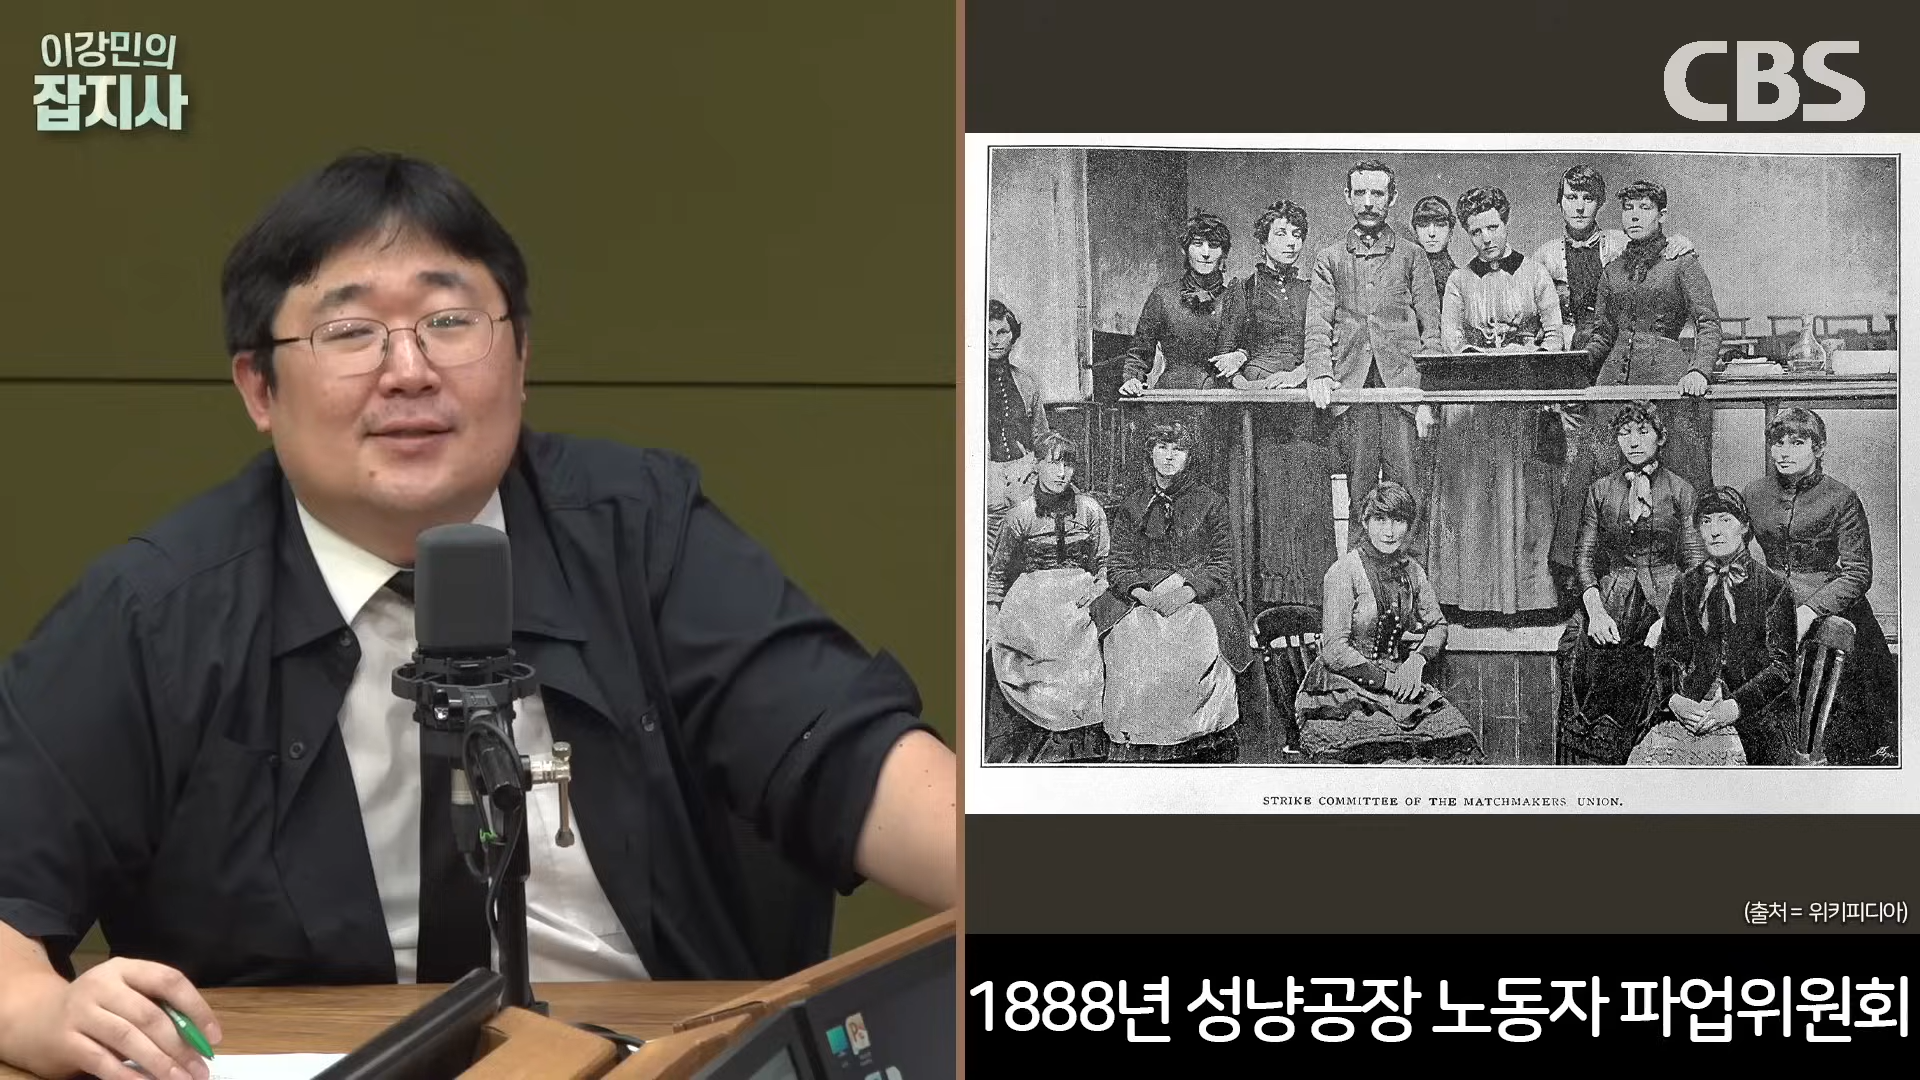 이강민의
잡지사
CBS
STRIKE COMMITTEE OF THE MATCHMAKERS UNION.
(출처 = 위키피디아)
1888년 성냥공장 노동자 파업위원회